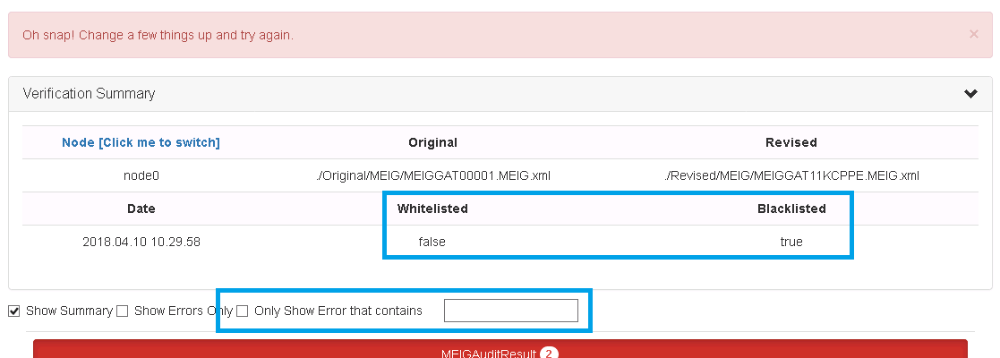 Oh snap! Change a few things up and try again. ×
Verification Summary
Node [Click me to switch] Original Revised
node0 ./Original/MEIG/MEIGGAT00001.MEIG.xml ./Revised/MEIG/MEIGGAT11KCPPE.MEIG.xml
Date Whitelisted Blacklisted
2018.04.10 10.29.58 false true
Show Summary Show Errors Only Only Show Error that contains
MEIGAuditResult 2